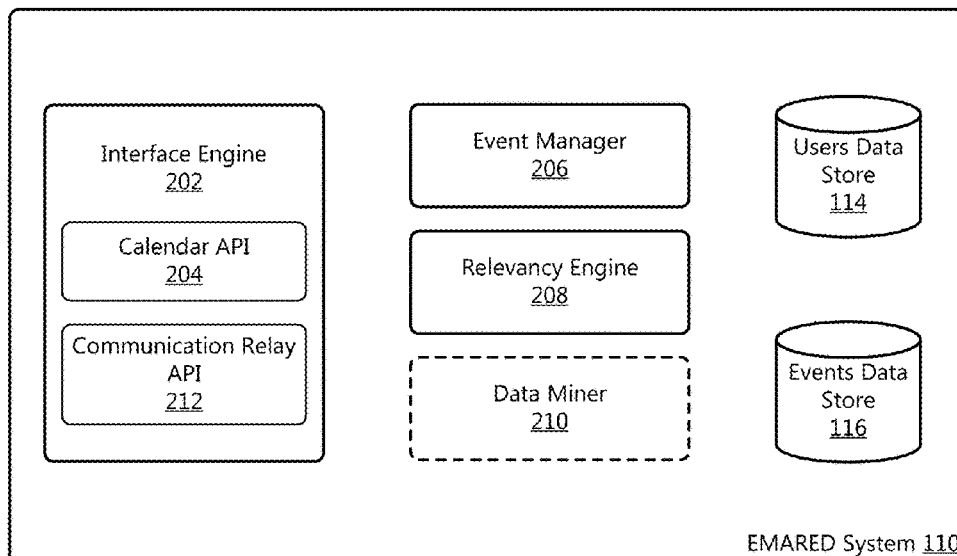 Interface Engine
202
Calendar API
204
Communication Relay
API
212
Event Manager
206
Relevancy Engine
208
Data Miner
210
Users Data
Store
114
Events Data
Store
116
EMARED System 110